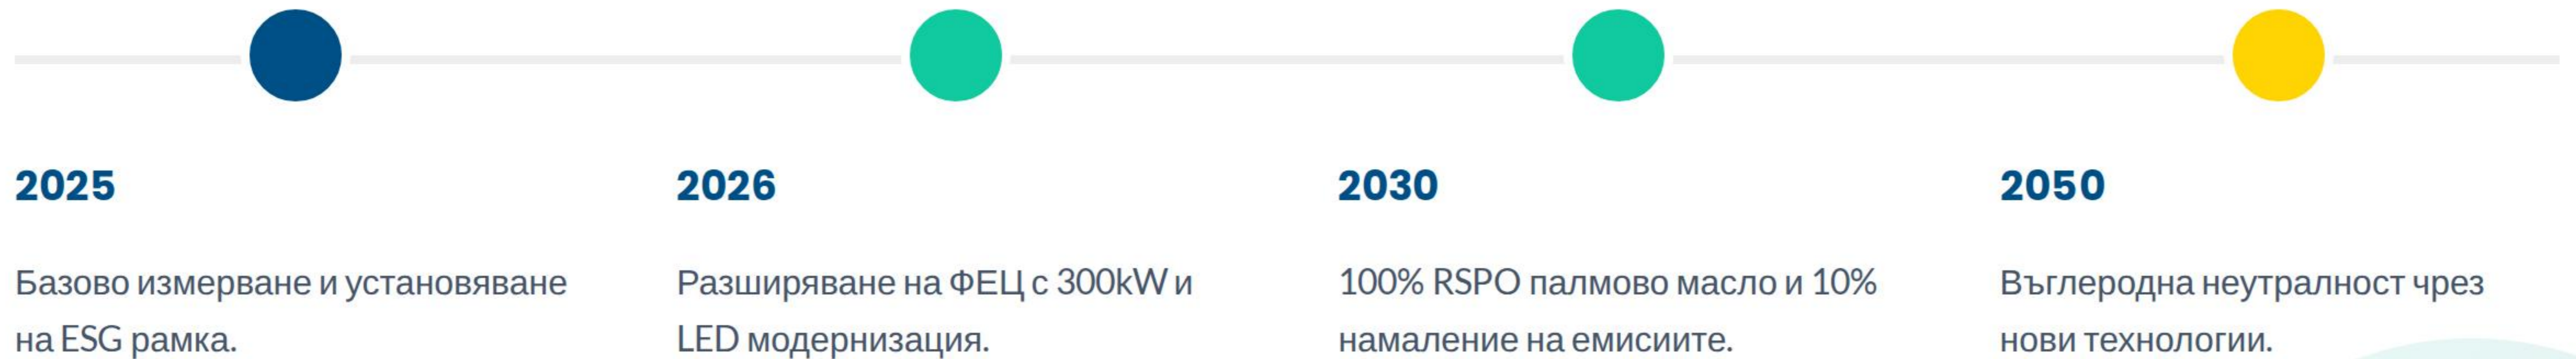 2025
Базово измерване и установяване
на ESG рамка.
2026
Разширяване на ФЕЦ с 300kW и
LED модернизация.
2030
100% RSPO палмово масло и 10%
намаление на емисиите.
2050
Въглеродна неутралност чрез
нови технологии.